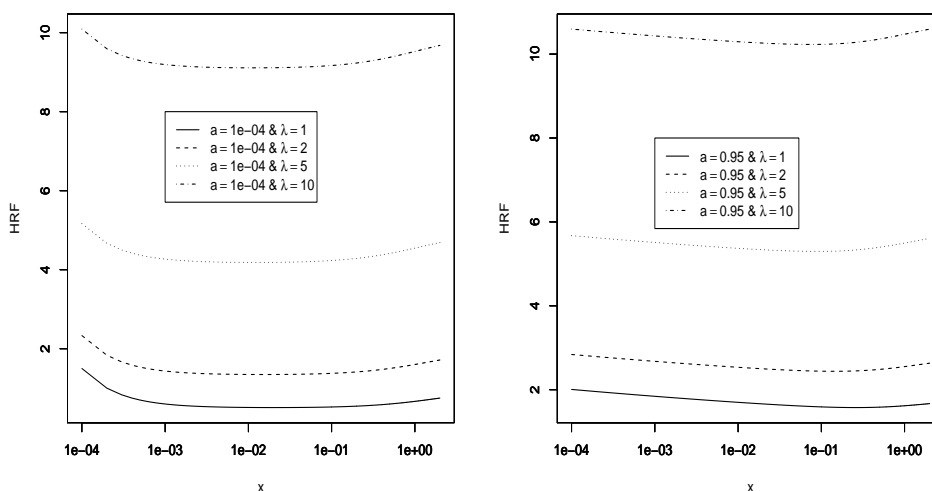 HRF
10
8
6
4
2
a = 1e−04 & λ = 1
a = 1e−04 & λ = 2
a = 1e−04 & λ = 5
a = 1e−04 & λ = 10
1e−04 1e−03 1e−02 1e−01 1e+00
x
HRF
10
8
6
4
2
a = 0.95 & λ = 1
a = 0.95 & λ = 2
a = 0.95 & λ = 5
a = 0.95 & λ = 10
1e−04 1e−03 1e−02 1e−01 1e+00
x